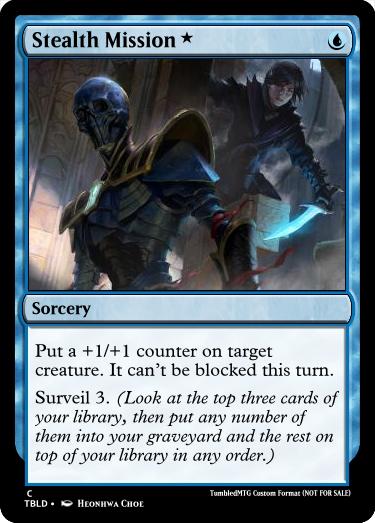 Stealth Mission ★
Sorcery
Put a +1/+1 counter on target
creature. It can't be blocked this turn.
Surveil 3. (Look at the top three cards of
your library, then put any number of
them into your graveyard and the rest on
top of your library in any order.)
C
TBLD • Heonhwa Choe
TumbledMTG Custom Format (NOT FOR SALE)